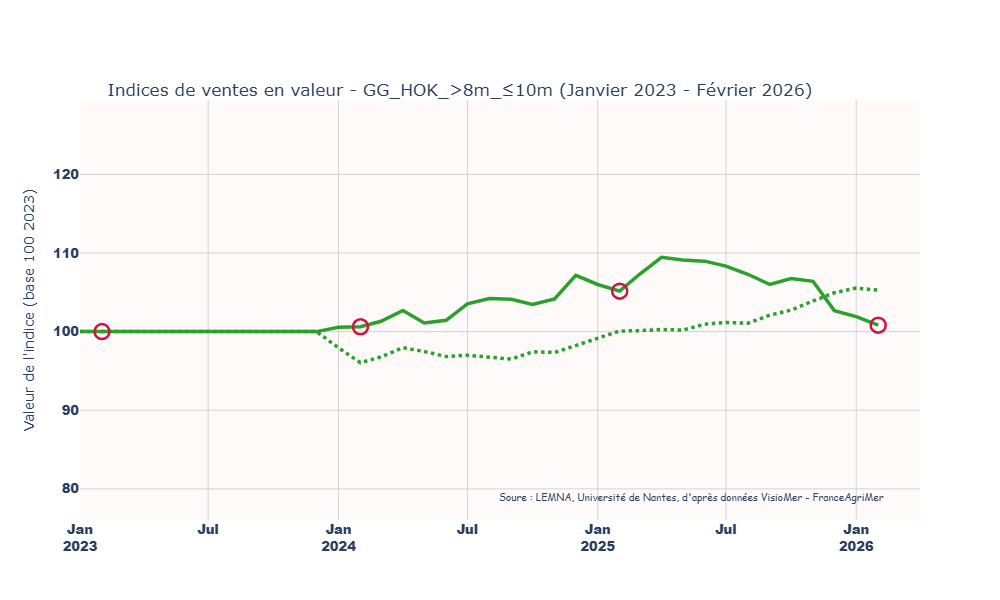 Indices de ventes en valeur - GG_HOK_>8m_≤10m (Janvier 2023 - Février 2026)
Valeur de l'indice (base 100 2023)
120
110
100
90
80
Soure : LEMNA, Université de Nantes, d'après données VisioMer - FranceAgriMer
Jan Jul Jan Jul Jan Jul Jan
2023 2024 2025 2026